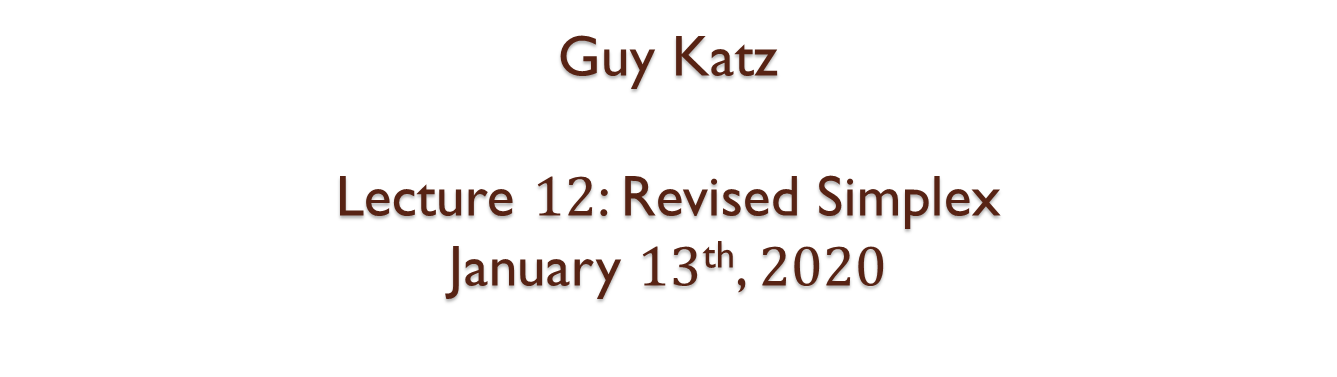 Guy Katz
Lecture 12: Revised Simplex
January 13th, 2020